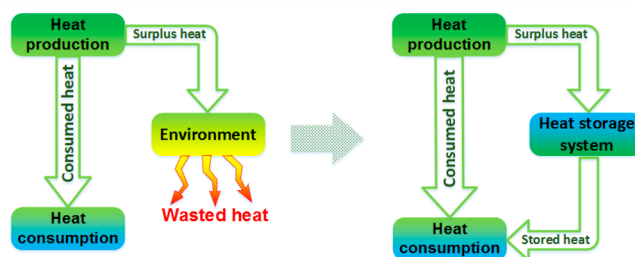 Heat
production
Surplus heat
Consumed heat
Environment
Wasted heat
Heat
consumption
Heat
production
Surplus heat
Consumed heat
Heat storage
system
Heat
consumption
Stored heat